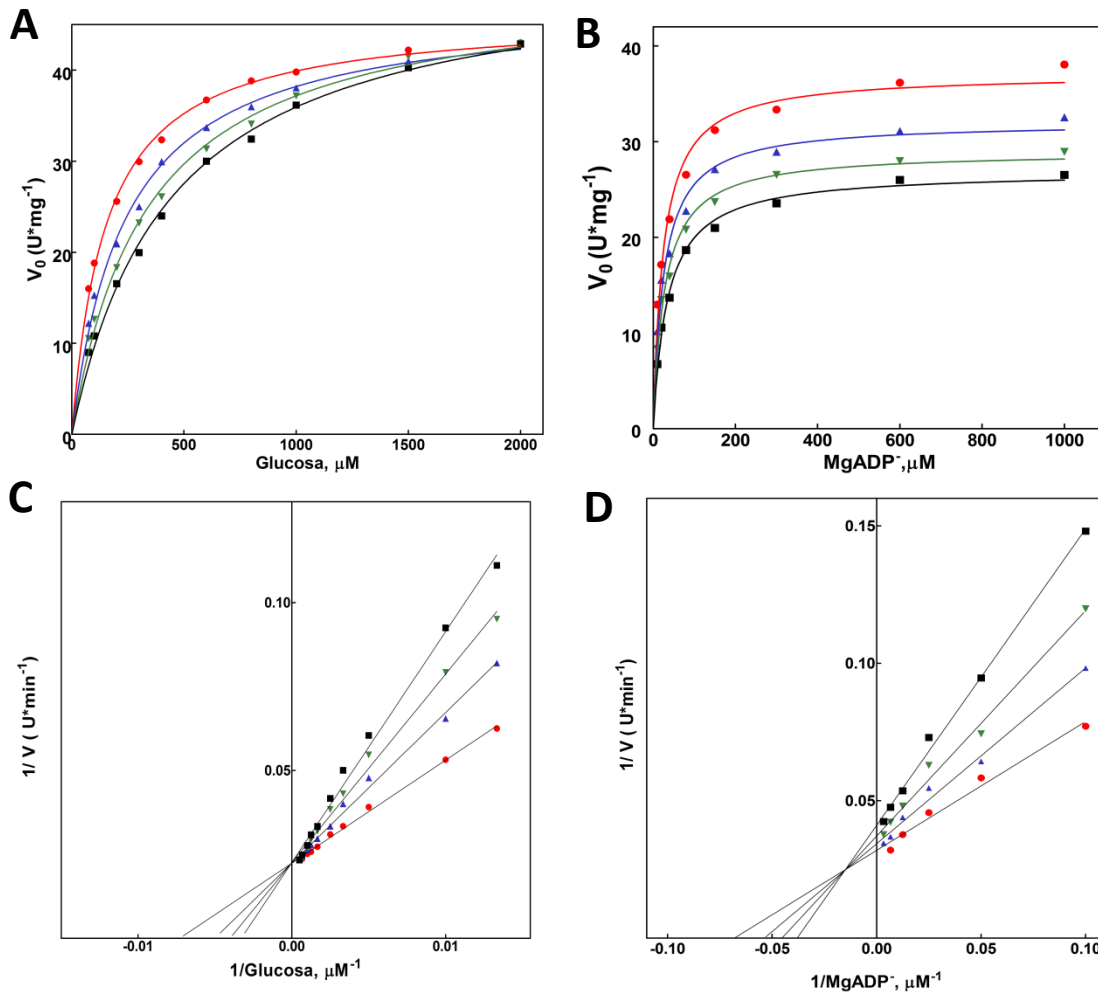 A
V0 (U*mg-1)
40
30
20
10
0
0
500
1000
1500
2000
Glucosa, μM
B
V0 (U*mg-1)
40
30
20
10
0
0
200
400
600
800
1000
MgADP-,μM
C
1/ V ( U*min-1 )
0.10
0.05
-0.01
0.00
0.01
1/Glucosa, μM-1
D
1/ V ( U*min-1 )
0.15
0.10
0.05
-0.10
-0.05
0.00
0.05
0.10
1/MgADP-, μM-1